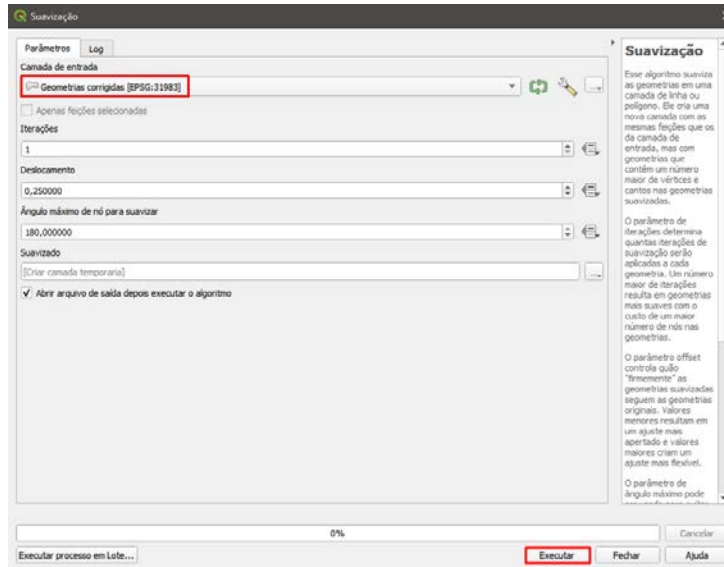 Suavização
Parâmetros
Log
Camada de entrada
Geometrias corrigidas [EPSG:31983]
Apenas feições selecionadas
Iterações
1
Deslocamento
0,250000
Ângulo máximo de nó para suavizar
180,000000
Suavizado
[Criar camada temporaria]
Abrir arquivo de saída depois executar o algoritmo
Suavização
Esse algoritmo suaviza
as geometrias em uma
camada de linha ou
polígono. Ele cria uma
nova camada com as
mesmas feições que os
da camada de
entrada, mas com
geometrias que
contêm um número
maior de vértices e
cantos nas geometrias
suavizadas.
O parâmetro de
iterações determina
quantas iterações de
suavização serão
aplicadas a cada
geometria. Um número
maior de iterações
resulta em geometrias
mais suaves com o
custo de um maior
número de nós nas
geometrias.
O parâmetro offset
controla quão
"firmemente" as
geometrias suavizadas
seguem as geometrias
originais. Valores
menores resultam em
um ajuste mais
apertado e valores
maiores criam um
ajuste mais flexível.
O parâmetro de
ângulo máximo pode
0%
Cancelar
Executar processo em Lote...
Executar
Fechar
Ajuda